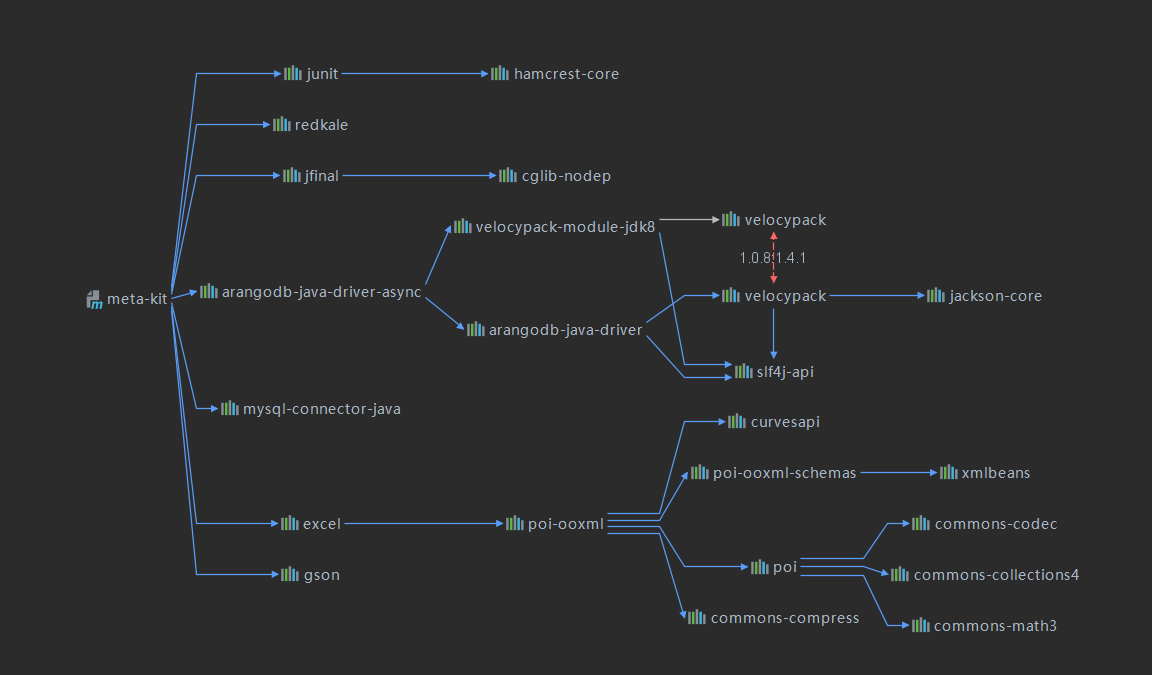 junit
hamcrest-core
redkale
jfinal
cglib-nodep
velocypack-module-jdk8
velocypack
1.0.8:1.4.1
meta-kit
arangodb-java-driver-async
velocypack
jackson-core
arangodb-java-driver
slf4j-api
mysql-connector-java
curvesapi
poi-ooxml-schemas
xmlbeans
excel
poi-ooxml
commons-codec
poi
gson
commons-collections4
commons-compress
commons-math3